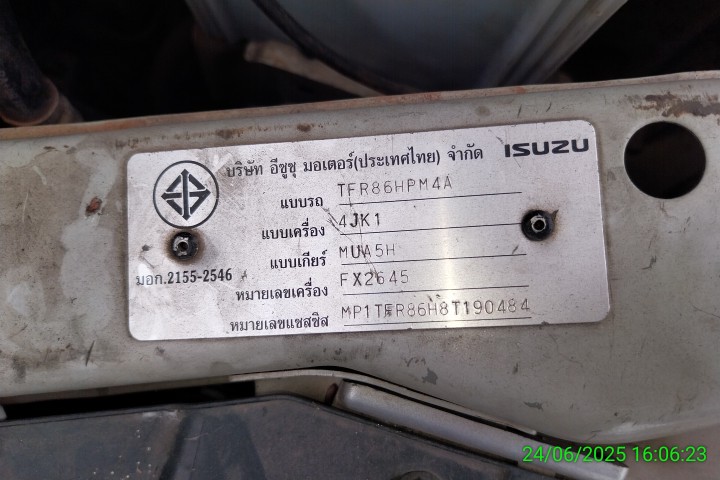 บริษัท อีซูซุ มอเตอร์(ประเทศไทย) จำกัด ISUZU
แบบรถ TFR86HPM4A
แบบเครื่อง 4JK1
แบบเกียร์ MUA5H
มอก.2155-2546
หมายเลขเครื่อง FX2645
หมายเลขแชสซิส MP1TFR86H8T190484
24/06/2025 16:06:23